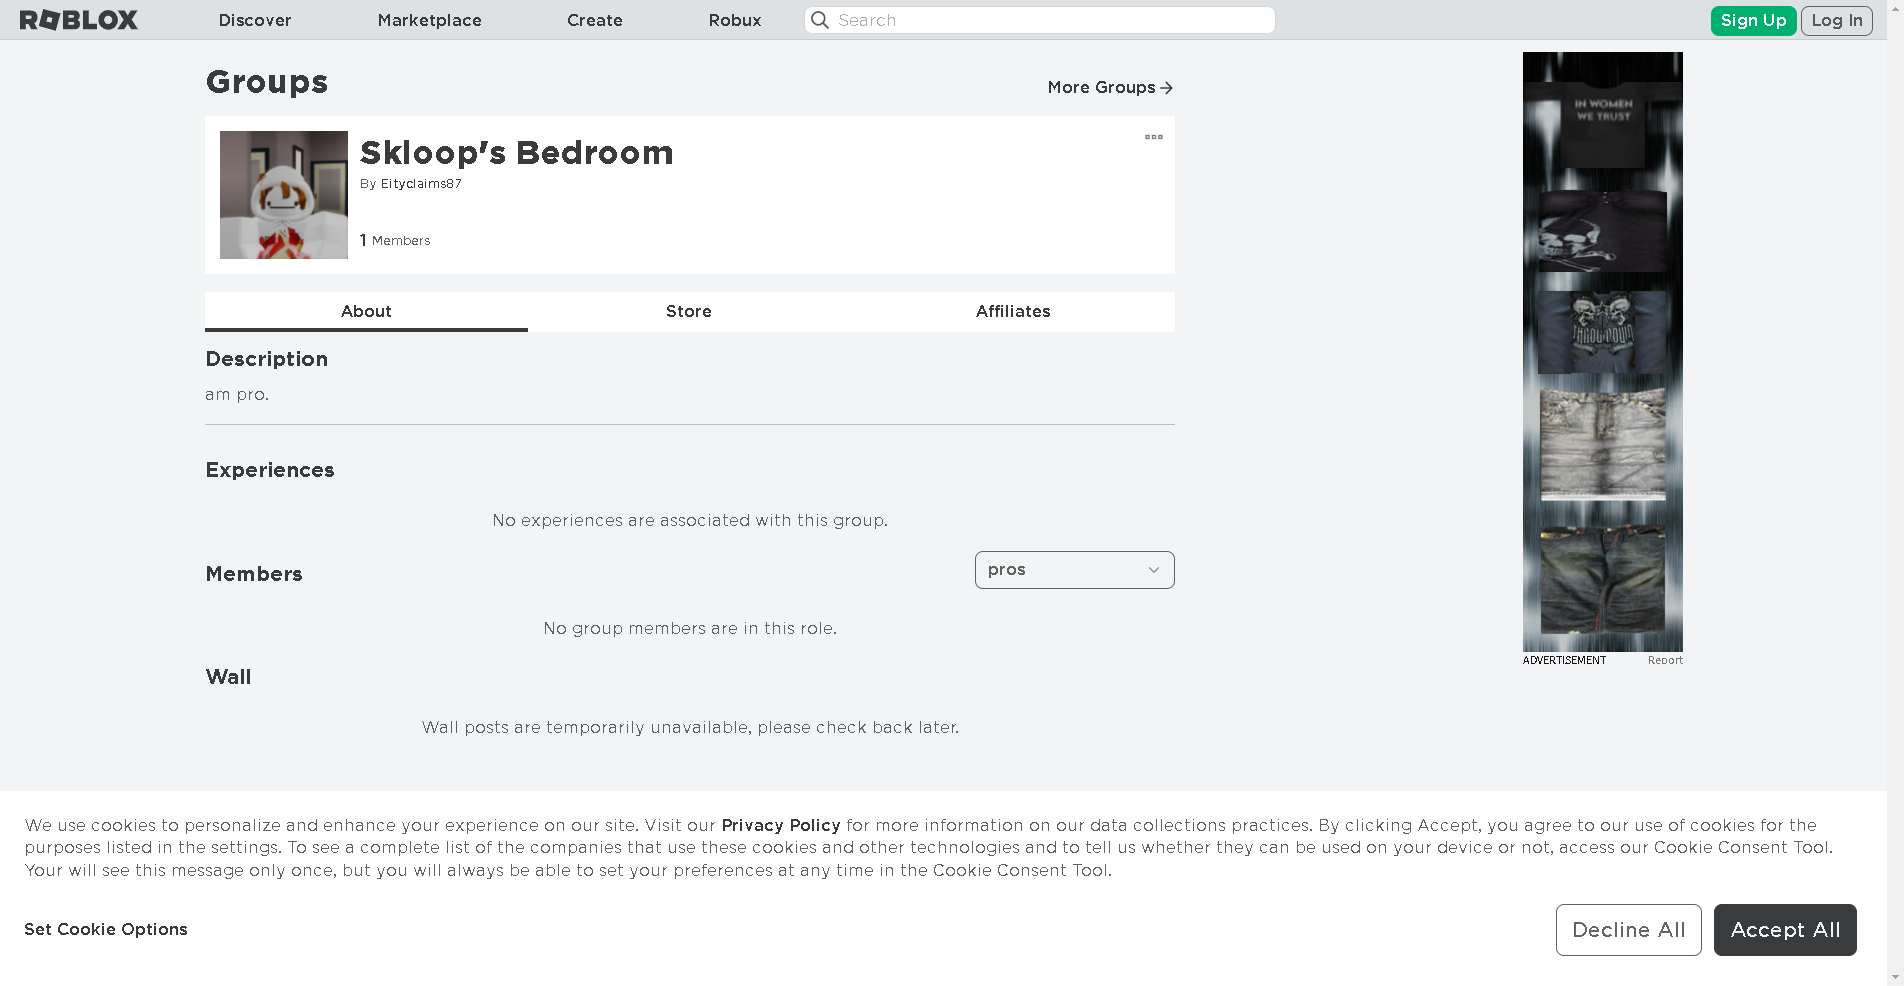 ROBLOX
Discover
Marketplace
Create
Robux
Search
Sign Up
Log In
Groups
More Groups
Skloop's Bedroom
By Eityclaims87
1 Members
About
Store
Affiliates
Description
am pro.
Experiences
No experiences are associated with this group.
Members
pros
No group members are in this role.
Wall
Wall posts are temporarily unavailable, please check back later.
IN WOMEN
WE TRUST
ADVERTISEMENT
Report
We use cookies to personalize and enhance your experience on our site. Visit our Privacy Policy for more information on our data collections practices. By clicking Accept, you agree to our use of cookies for the
purposes listed in the settings. To see a complete list of the companies that use these cookies and other technologies and to tell us whether they can be used on your device or not, access our Cookie Consent Tool.
Your will see this message only once, but you will always be able to set your preferences at any time in the Cookie Consent Tool.
Set Cookie Options
Decline All
Accept All